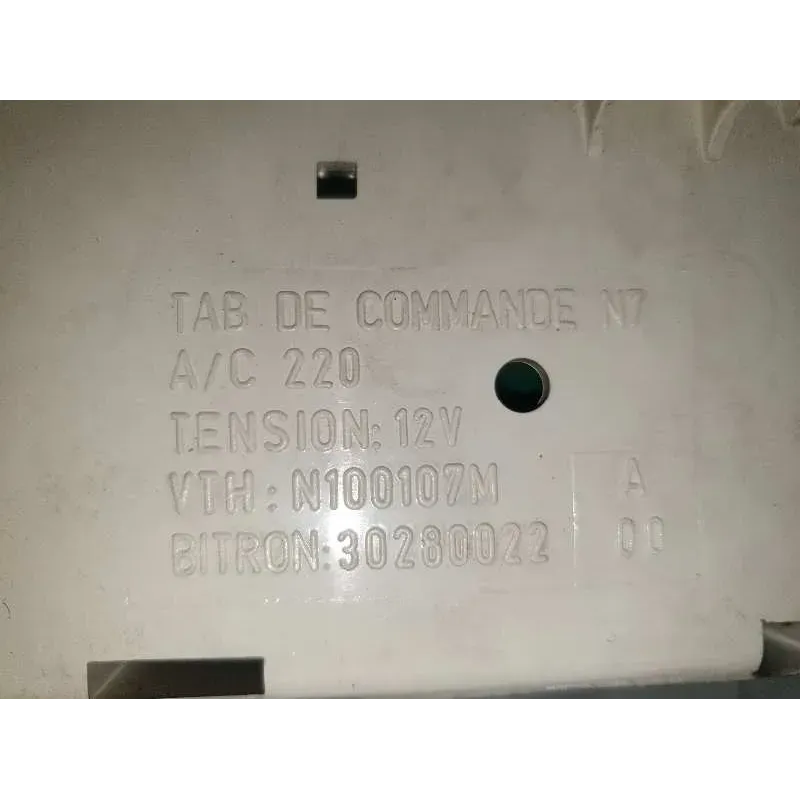 TAB DE COMMANDE N7
A/C 220
TENSION: 12V
VTH: N100107M
BITRON: 30280022
A
00